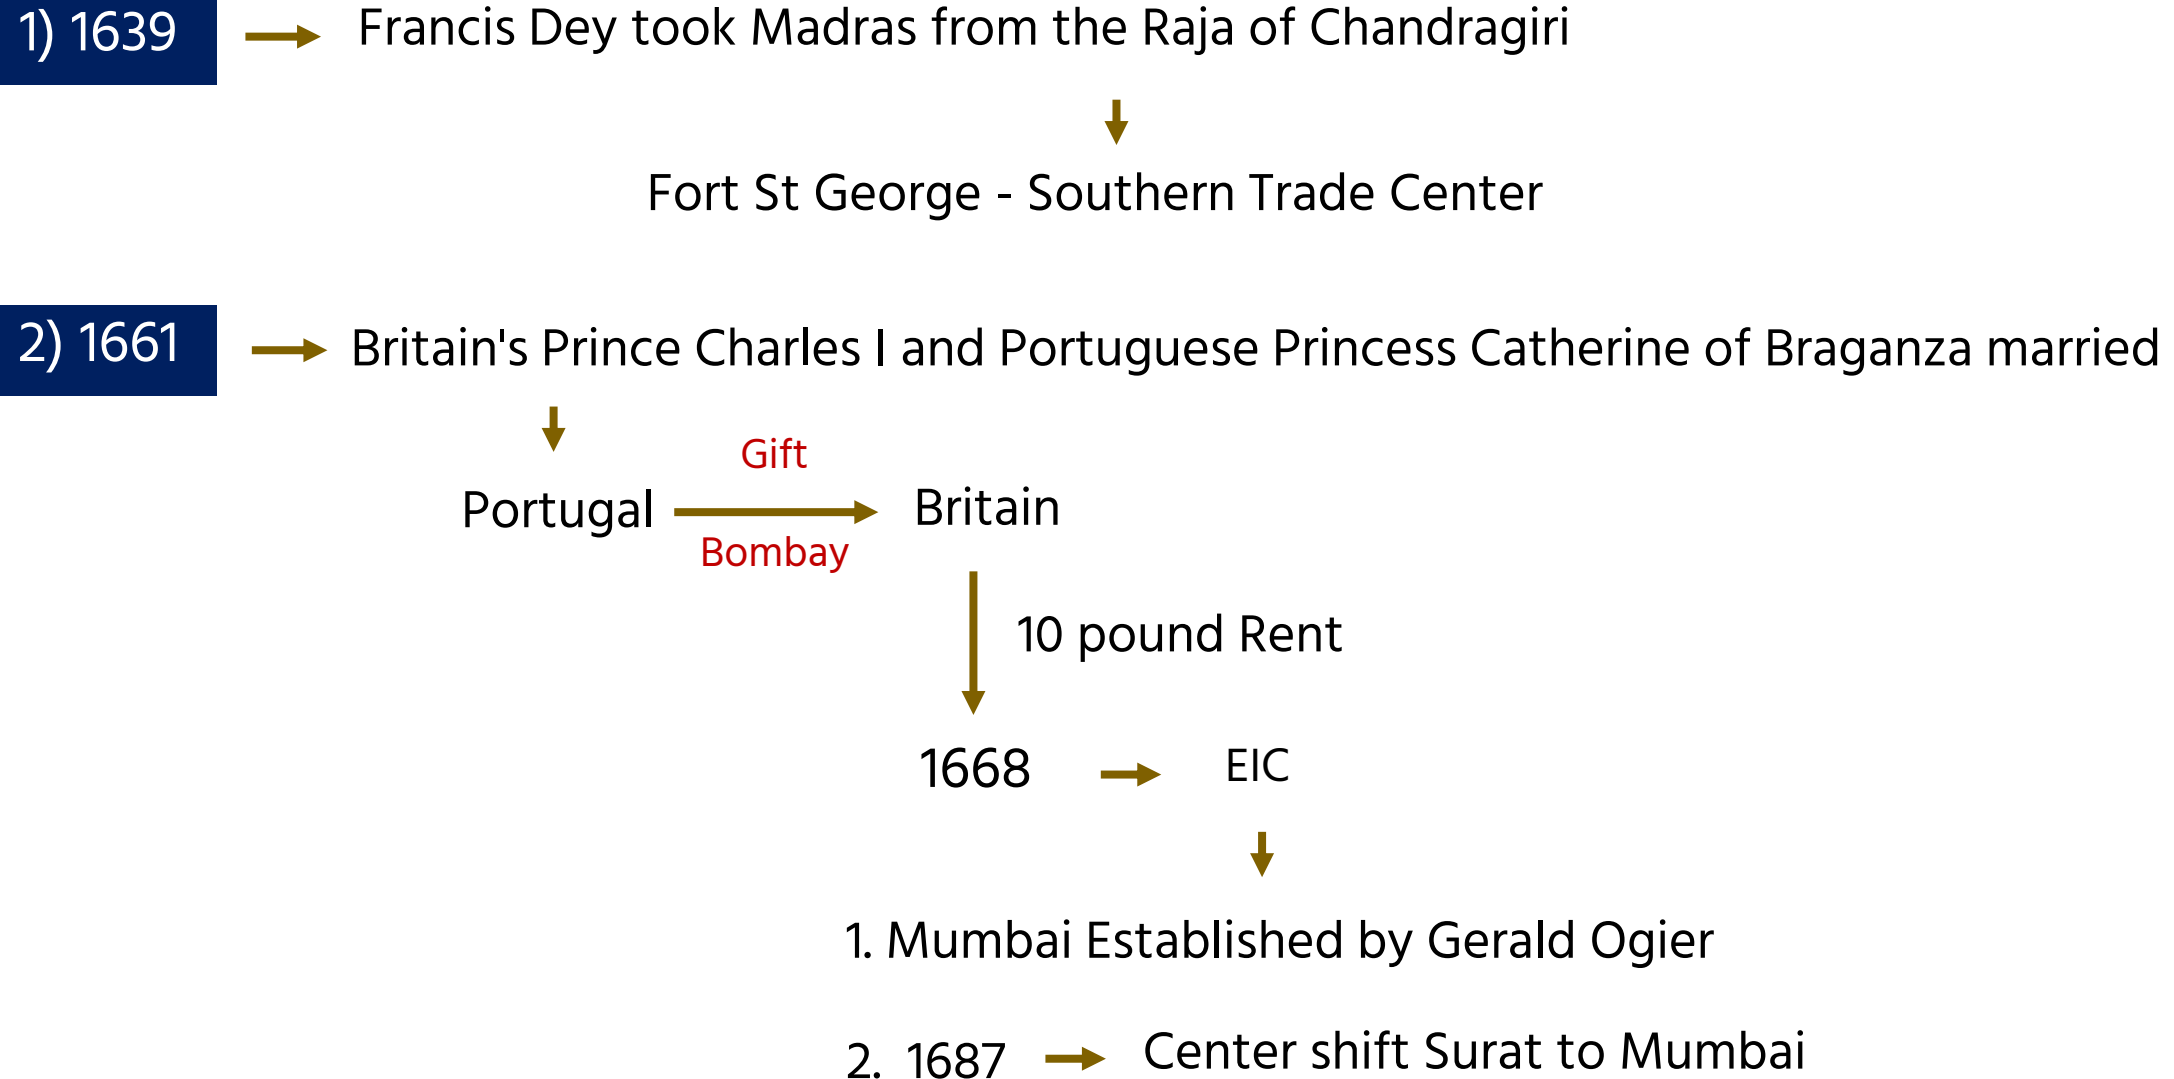 1) 1639
Francis Dey took Madras from the Raja of Chandragiri
Fort St George - Southern Trade Center
2) 1661
Britain's Prince Charles I and Portuguese Princess Catherine of Braganza married
Gift
Portugal
Britain
Bombay
10 pound Rent
1668
EIC
1. Mumbai Established by Gerald Ogier
2. 1687
Center shift Surat to Mumbai